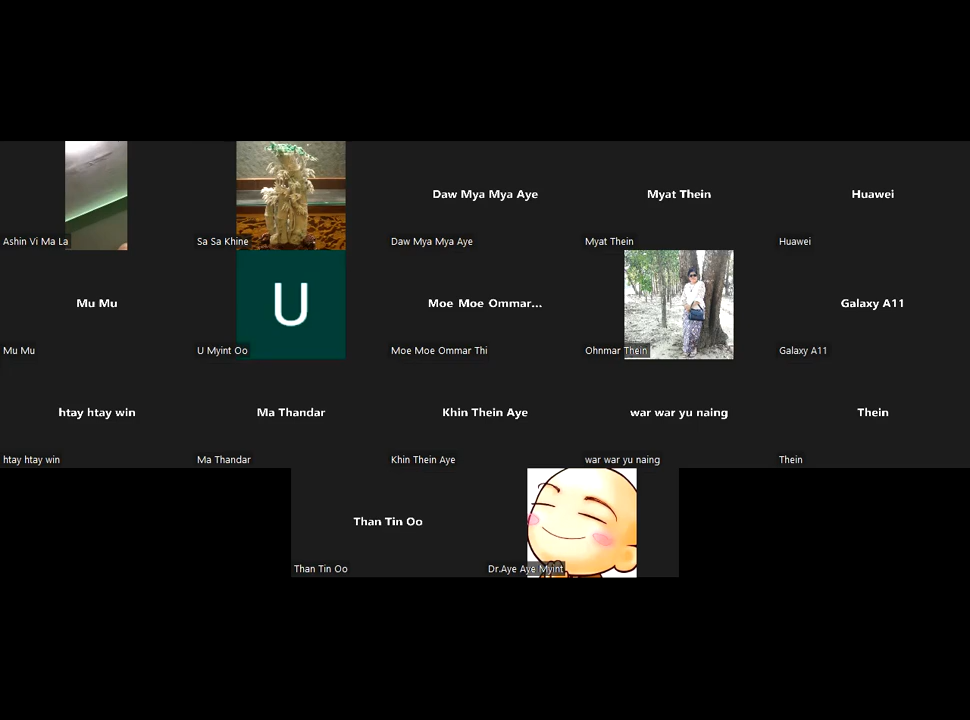 Ashin Vi Ma La
Sa Sa Khine
Daw Mya Mya Aye
Daw Mya Mya Aye
Myat Thein
Myat Thein
Huawei
Huawei
Mu Mu
Mu Mu
U
U Myint Oo
Moe Moe Ommar...
Moe Moe Ommar Thi
Ohnmar Thein
Galaxy A11
Galaxy A11
htay htay win
htay htay win
Ma Thandar
Ma Thandar
Khin Thein Aye
Khin Thein Aye
war war yu naing
war war yu naing
Thein
Thein
Than Tin Oo
Than Tin Oo
Dr.Aye Aye Myint